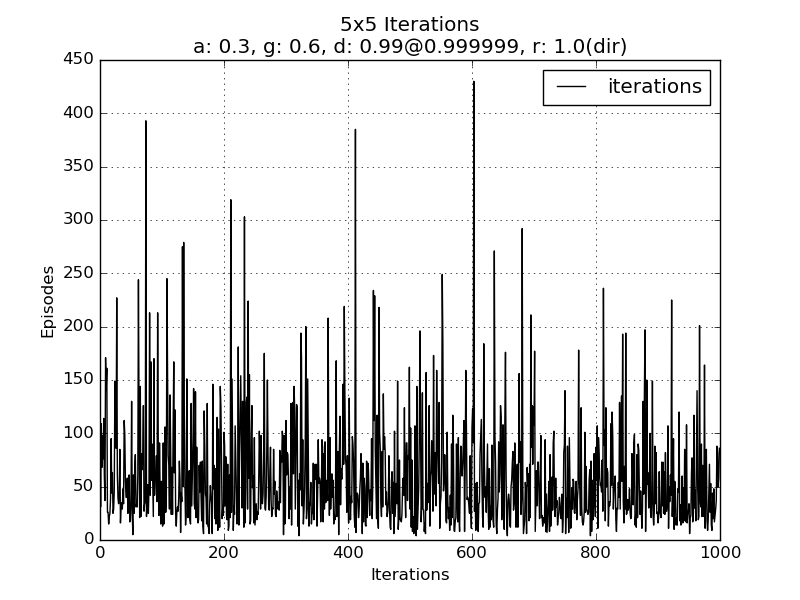 5x5 Iterations
a: 0.3, g: 0.6, d: 0.99@0.999999, r: 1.0(dir)
iterations
450
400
350
300
250
200
150
100
50
0
Episodes
0 200 400 600 800 1000
Iterations